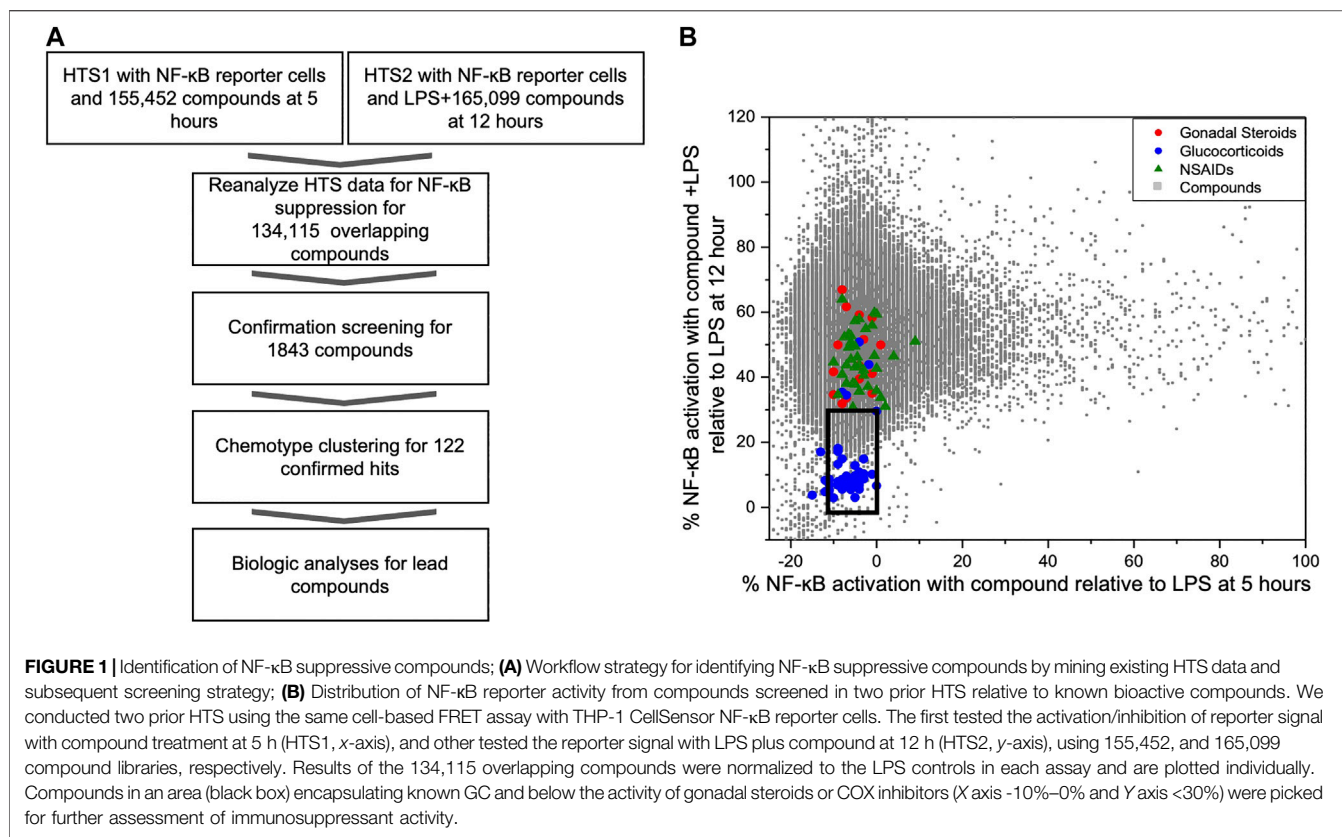 A
HTS1 with NF-κB reporter cells
and 155,452 compounds at 5
hours
HTS2 with NF-κB reporter cells
and LPS+165,099 compounds
at 12 hours
Reanalyze HTS data for NF-κB
suppression for
134,115 overlapping
compounds
Confirmation screening for
1843 compounds
Chemotype clustering for 122
confirmed hits
Biologic analyses for lead
compounds
B
% NF-κB activation with compound +LPS
relative to LPS at 12 hour
120
100
80
60
40
20
0
Gonadal Steroids
Glucocorticoids
NSAIDs
Compounds
-20 0 20 40 60 80 100
% NF-κB activation with compound relative to LPS at 5 hours
FIGURE 1 | Identification of NF-κB suppressive compounds; (A) Workflow strategy for identifying NF-κB suppressive compounds by mining existing HTS data and
subsequent screening strategy; (B) Distribution of NF-κB reporter activity from compounds screened in two prior HTS relative to known bioactive compounds. We
conducted two prior HTS using the same cell-based FRET assay with THP-1 CellSensor NF-κB reporter cells. The first tested the activation/inhibition of reporter signal
with compound treatment at 5 h (HTS1, x-axis), and other tested the reporter signal with LPS plus compound at 12 h (HTS2, y-axis), using 155,452, and 165,099
compound libraries, respectively. Results of the 134,115 overlapping compounds were normalized to the LPS controls in each assay and are plotted individually.
Compounds in an area (black box) encapsulating known GC and below the activity of gonadal steroids or COX inhibitors (X axis -10%–0% and Y axis <30%) were picked
for further assessment of immunosuppressant activity.